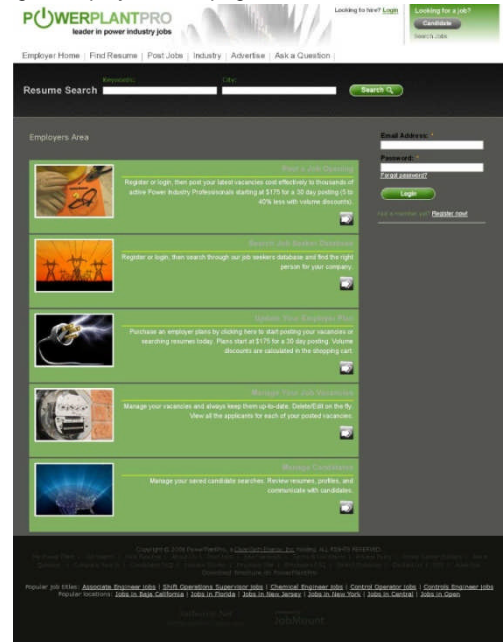 POWERPLANTPRO
leader in power industry jobs
Looking to hire? Login
Looking for a job?
Candidate
Search Jobs
Employer Home | Find Resume | Post Jobs | Industry | Advertise | Ask a Question
Resume Search
Keywords:
City:
Search
Employers Area
Post a Job Opening
Register or login, then post your latest vacancies cost effectively to thousands of
active Power Industry Professionals starting at $175 for a 30 day posting (5 to
40% less with volume discounts).
Search Job Seeker Database
Register or login, then search through our job seekers database and find the right
person for your company.
Update Your Employer Plan
Purchase an employer plans by clicking here to start posting your vacancies or
searching resumes today. Plans start at $175 for a 30 day posting. Volume
discounts are calculated in the shopping cart.
Manage Your Job Vacancies
Manage your vacancies and always keep them up-to-date. Delete/Edit on the fly.
View all the applicants for each of your posted vacancies.
Manage Candidates
Manage your saved candidate searches. Review resumes, profiles, and
communicate with candidates.
Email Address: *
Password: *
Forgot password?
Login
Not a member yet? Register now!
Popular job titles: Associate Engineer jobs | Shift Operations Supervisor jobs | Chemical Engineer jobs | Control Operator jobs | Controls Engineer jobs
Popular locations: Jobs in Baja California | Jobs in Florida | Jobs in New Jersey | Jobs in New York | Jobs in Central | Jobs in Open
JobMount